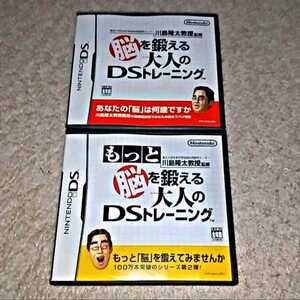 NINTENDO DS
Nintendo
川島隆太教授監修
脳を鍛える
大人の
DSトレーニング
あなたの「脳」は何歳ですか
NINTENDO DS
Nintendo
川島隆太教授監修
もっと
脳を鍛える
大人の
DSトレーニング
もっと「脳」を鍛えてみませんか
100万本突破のシリーズ第2弾!